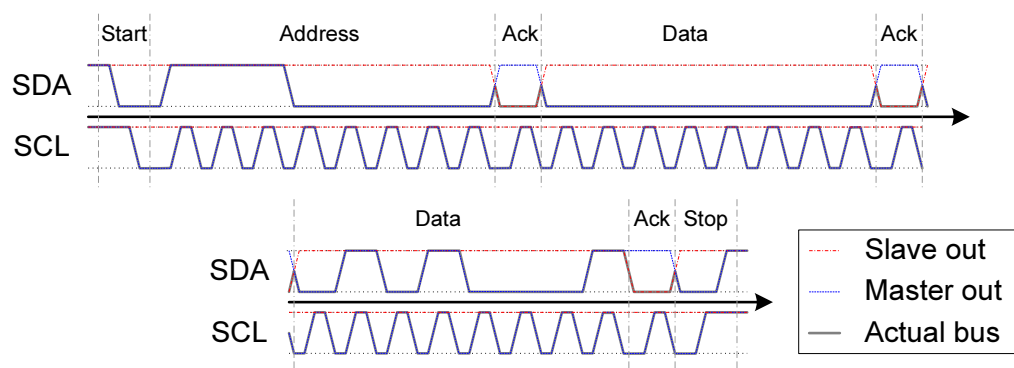 Start Address Ack Data Ack
SDA
SCL
Data Ack Stop
SDA
SCL
Slave out
Master out
Actual bus